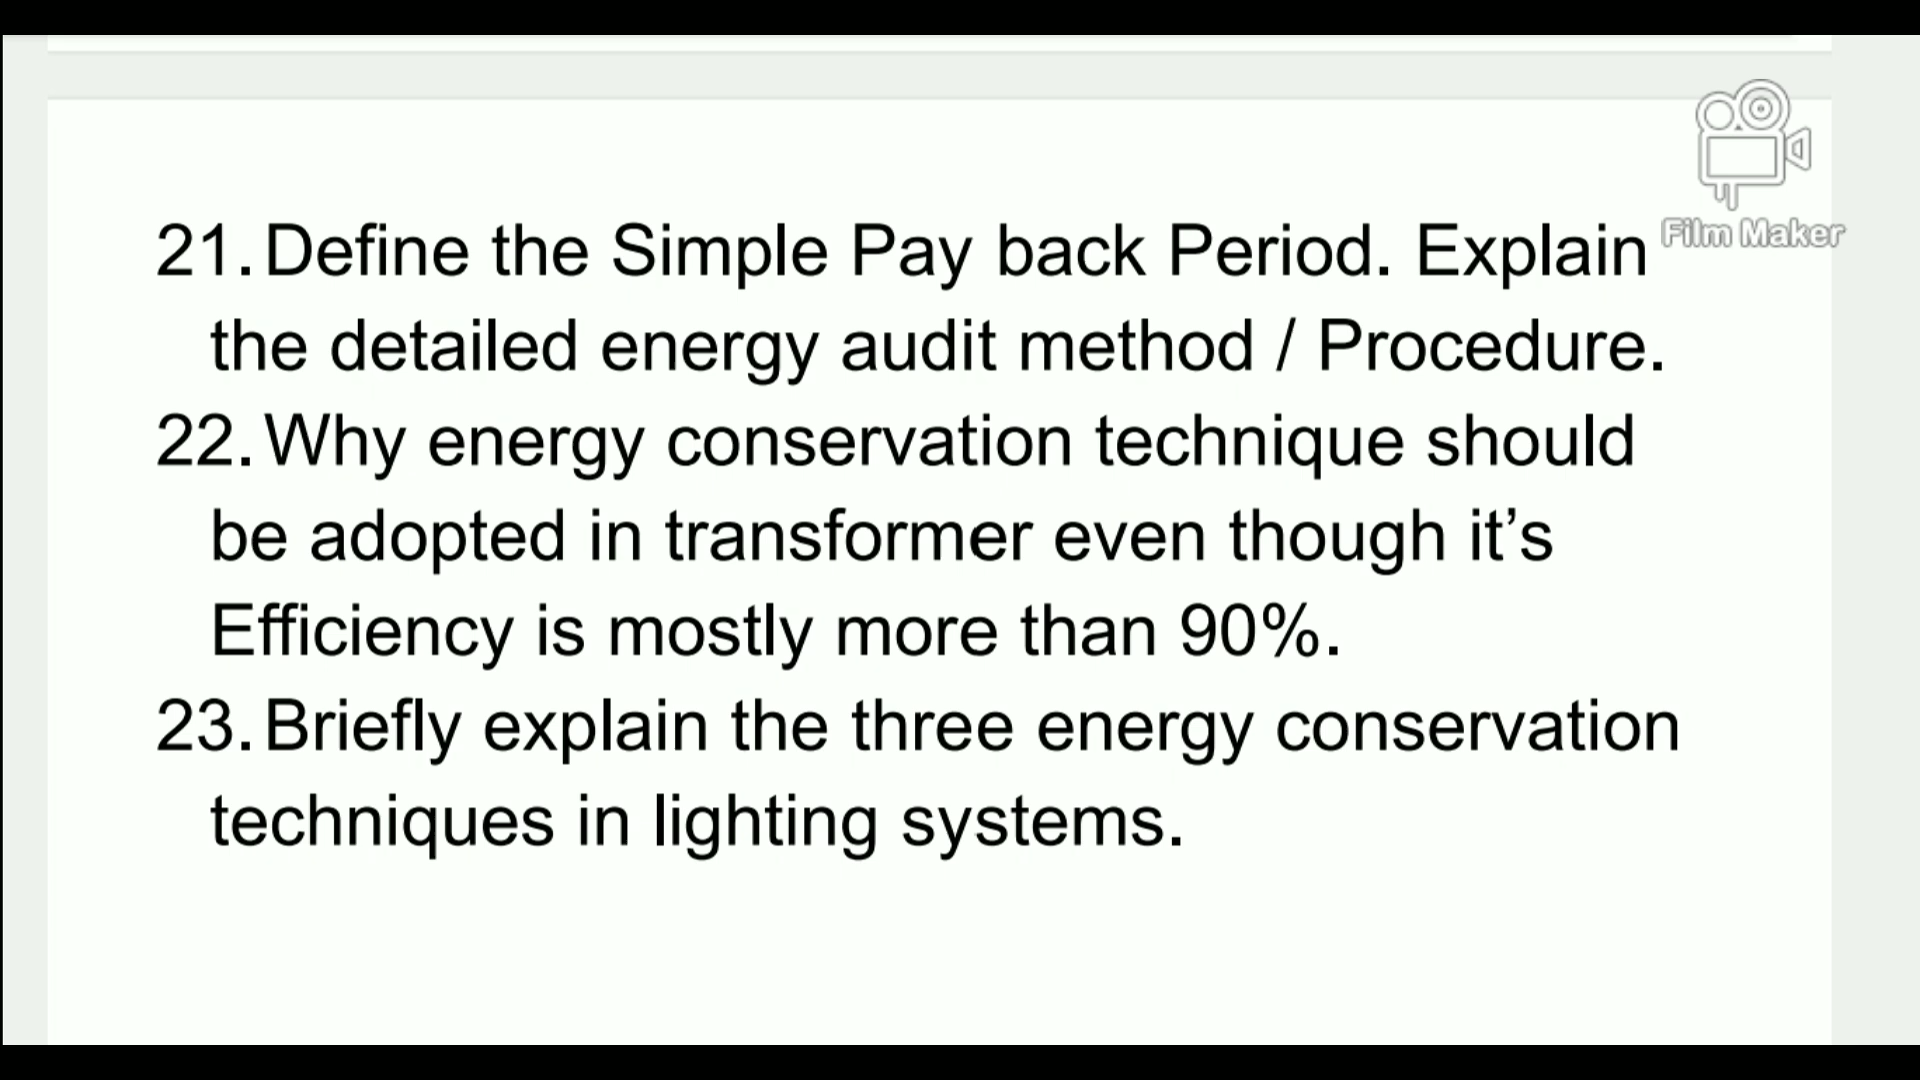 Film Maker
21. Define the Simple Pay back Period. Explain
the detailed energy audit method / Procedure.
22. Why energy conservation technique should
be adopted in transformer even though it’s
Efficiency is mostly more than 90%.
23. Briefly explain the three energy conservation
techniques in lighting systems.